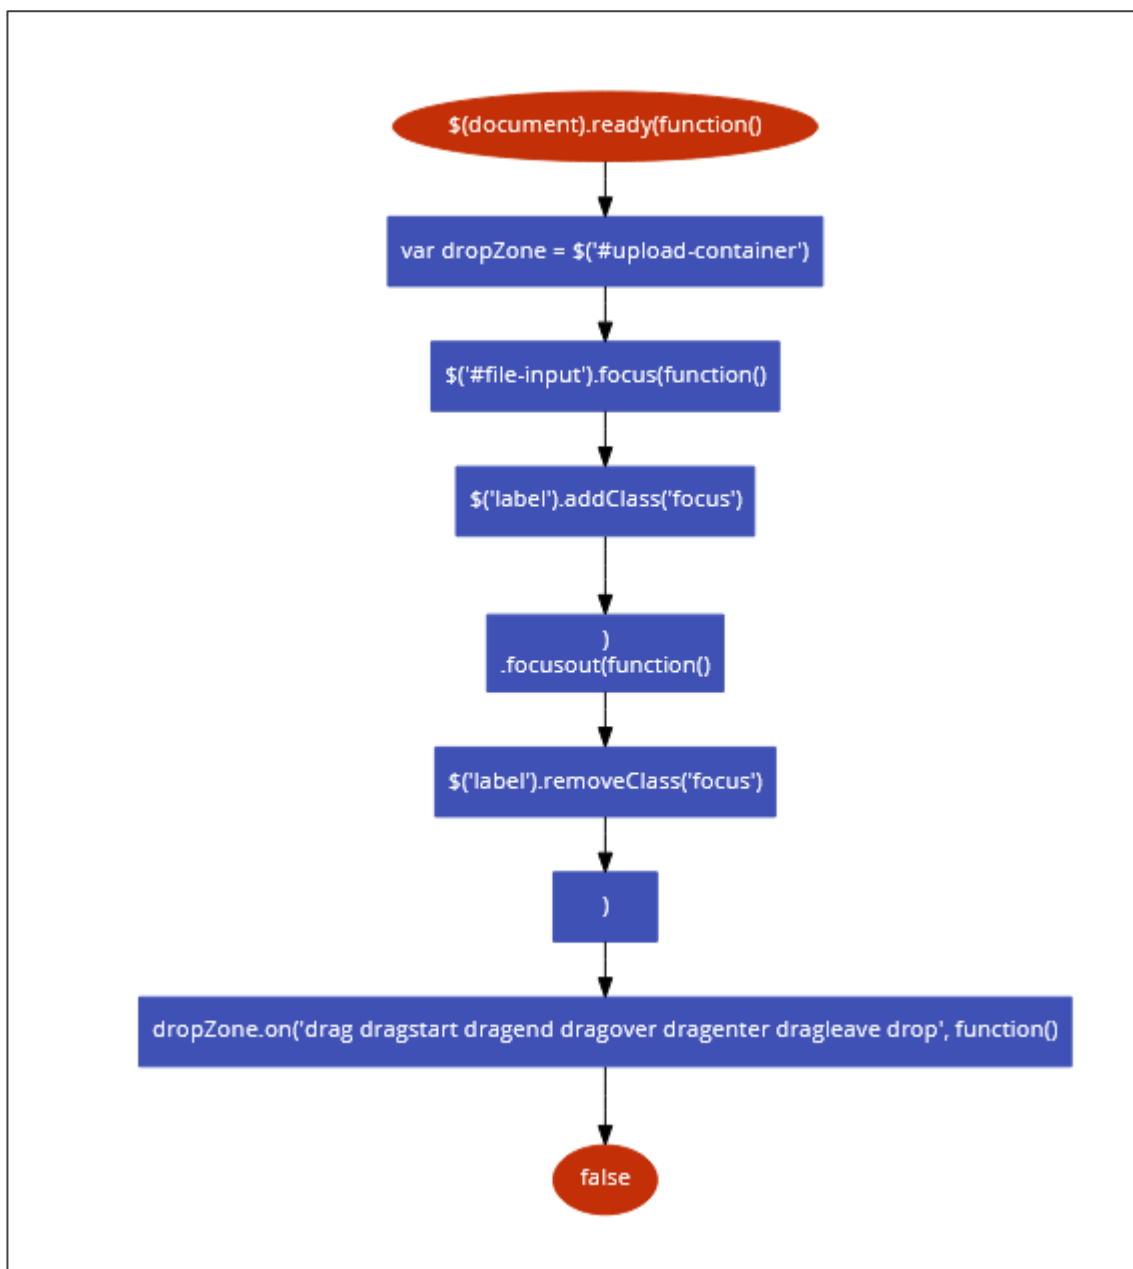 $(document).ready(function()
var dropZone = $('#upload-container')
$('#file-input').focus(function()
$('label').addClass('focus')
)
.focusout(function()
$('label').removeClass('focus')
)
dropZone.on('drag dragstart dragend dragover dragenter dragleave drop', function()
false